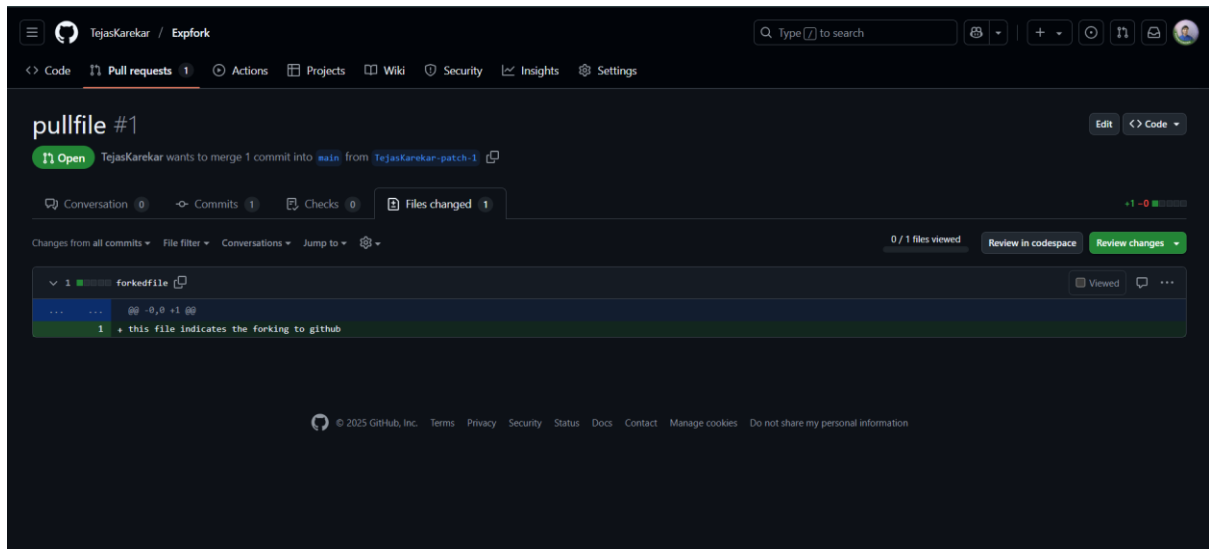 TejasKarekar / Expfork
Type / to search
Code Pull requests 1 Actions Projects Wiki Security Insights Settings
pullfile #1
Edit <> Code
Open TejasKarekar wants to merge 1 commit into main from TejasKarekar-patch-1
Conversation 0 Commits 1 Checks 0 Files changed 1
+1 −0
Changes from all commits File filter Conversations Jump to
0 / 1 files viewed
Review in codespace
Review changes
1 forkedfile
Viewed
... ... @@ -0,0 +1 @@
1 + this file indicates the forking to github
© 2025 GitHub, Inc. Terms Privacy Security Status Docs Contact Manage cookies Do not share my personal information